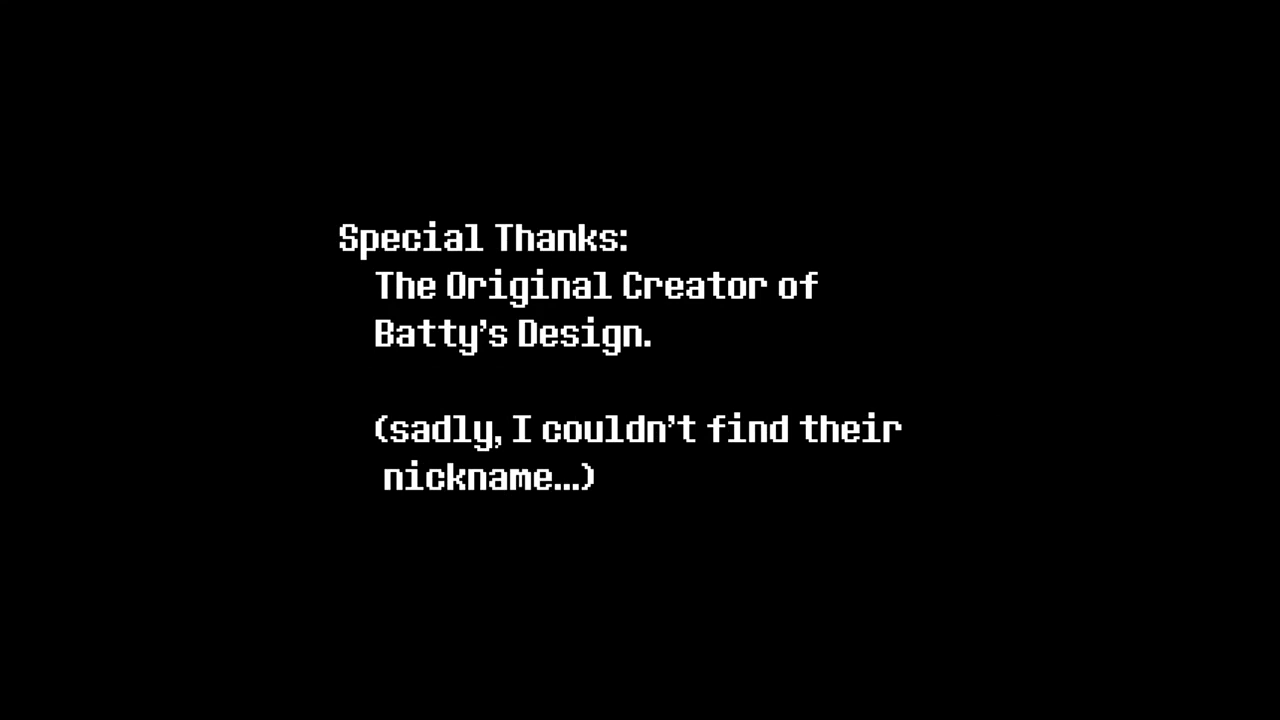 Special Thanks:
The Original Creator of
Batty's Design.
(sadly, I couldn't find their
nickname...)